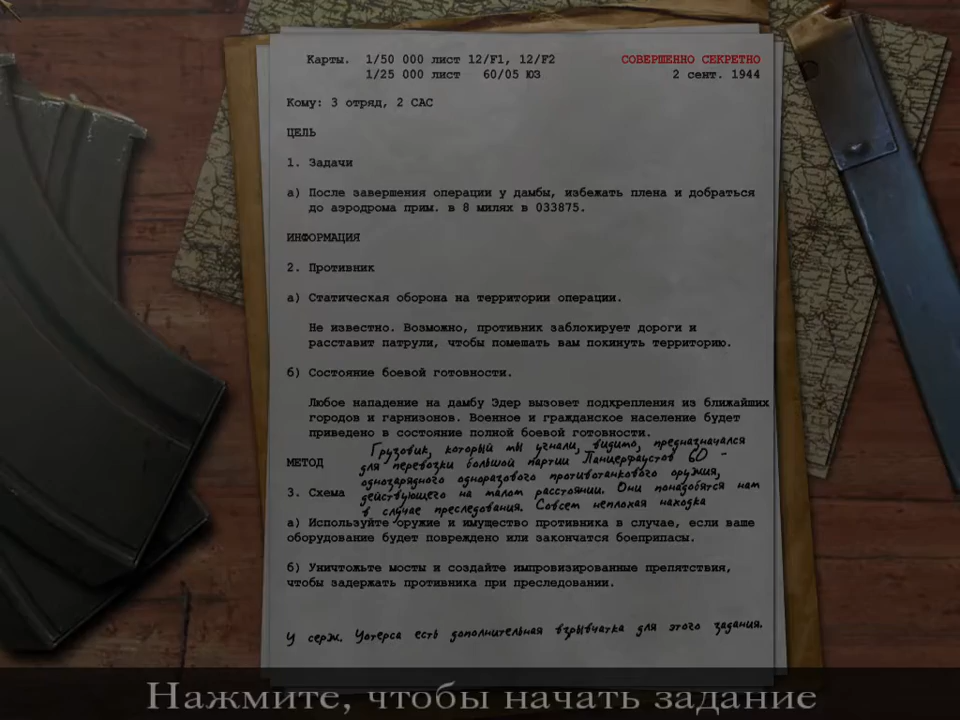 Карты. 1/50 000 лист 12/F1, 12/F2 СОВЕРШЕННО СЕКРЕТНО
1/25 000 лист 60/05 ЮЗ 2 сент. 1944
Кому: 3 отряд, 2 САС
ЦЕЛЬ
1. Задачи
а) После завершения операции у дамбы, избежать плена и добраться
до аэродрома прим. в 8 милях в 033875.
ИНФОРМАЦИЯ
2. Противник
а) Статическая оборона на территории операции.
Не известно. Возможно, противник заблокирует дороги и
расставит патрули, чтобы помешать вам покинуть территорию.
б) Состояние боевой готовности.
Любое нападение на дамбу Эдер вызовет подкрепления из ближайших
городов и гарнизонов. Военное и гражданское население будет
приведено в состояние полной боевой готовности.
Грузовик, который мы угнали, видимо, предназначался
для перевозки большой партии Ланцерфаустов 60 -
однозарядного одноразового противотанкового оружия,
действующего на малом расстоянии. Они понадобятся нам
в случае преследования. Совсем неплохая находка
МЕТОД
3. Схема
а) Используйте оружие и имущество противника в случае, если ваше
оборудование будет повреждено или закончатся боеприпасы.
б) Уничтожьте мосты и создайте импровизированные препятствия,
чтобы задержать противника при преследовании.
У серж. Уотерса есть дополнительная взрывчатка для этого задания.
Нажмите, чтобы начать задание